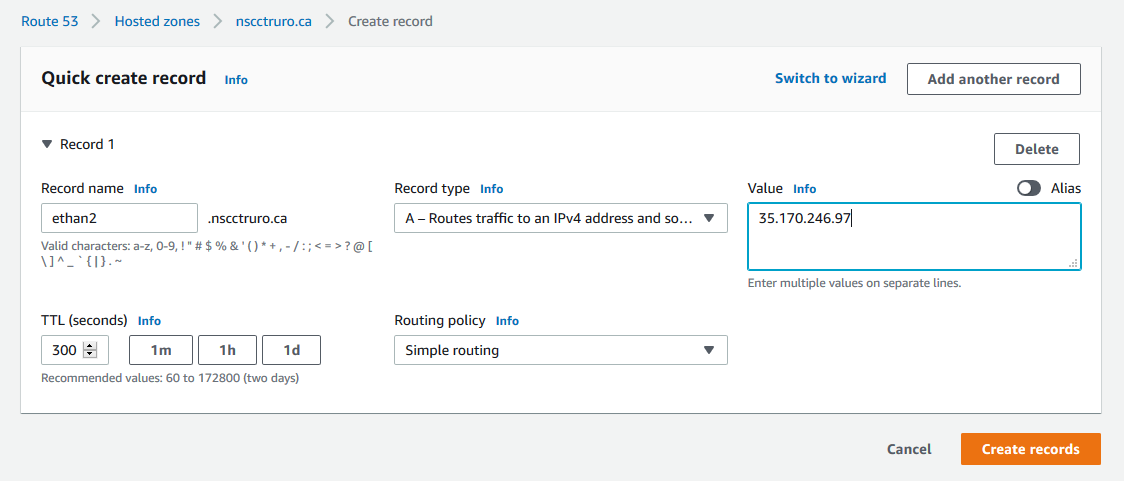 Route 53 > Hosted zones > nscctruro.ca > Create record
Quick create record Info Switch to wizard Add another record
▼ Record 1 Delete
Record name Info Record type Info Value Info Alias
ethan2 .nscctruro.ca A – Routes traffic to an IPv4 address and so... ▼ 35.170.246.97
Valid characters: a-z, 0-9, ! " # $ % & ' ( ) * + , - / : ; < = > ? @ [
\ ] ^ _ ` { | } . ~
Enter multiple values on separate lines.
TTL (seconds) Info Routing policy Info
300 1m 1h 1d Simple routing ▼
Recommended values: 60 to 172800 (two days)
Cancel Create records